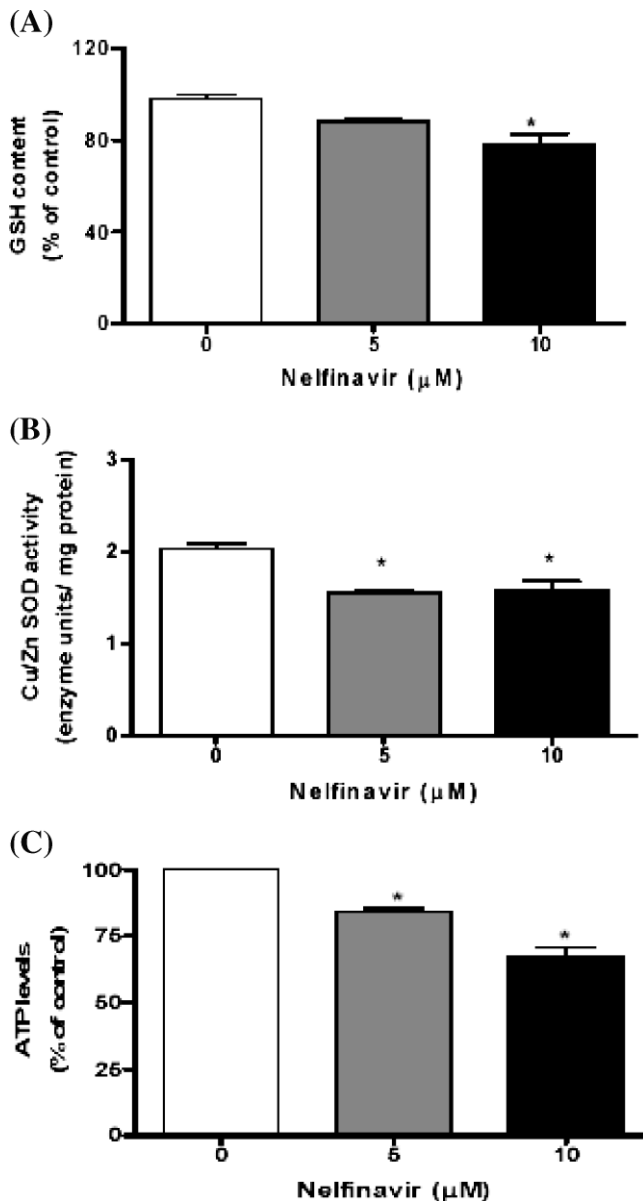 (A)
GSH content
(% of control)
120
80
40
0
*
0 5 10
Nelfinavir (μM)
(B)
Cu/Zn SOD activity
(enzyme units/ mg protein)
3
2
1
0
* *
0 5 10
Nelfinavir (μM)
(C)
ATP levels
(% of control)
100
75
50
25
0
* *
0 5 10
Nelfinavir (μM)